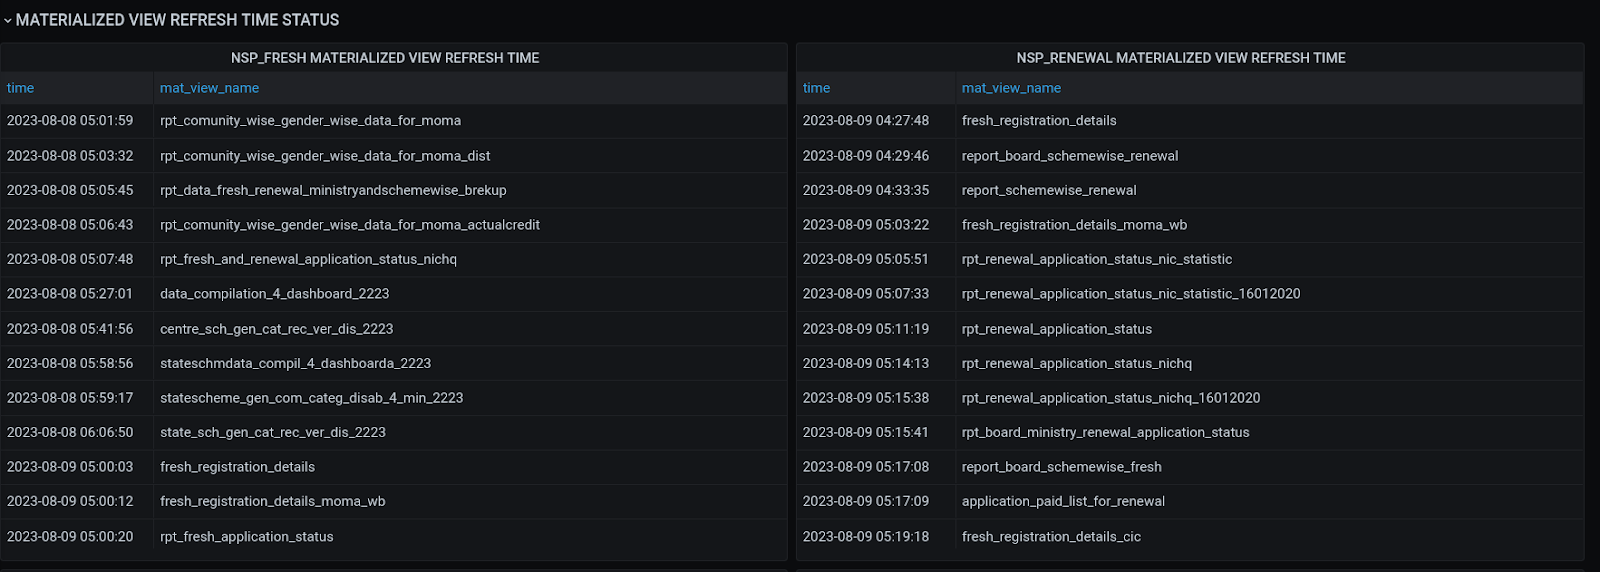 MATERIALIZED VIEW REFRESH TIME STATUS
NSP_FRESH MATERIALIZED VIEW REFRESH TIME
time mat_view_name
2023-08-08 05:01:59 rpt_comunity_wise_gender_wise_data_for_moma
2023-08-08 05:03:32 rpt_comunity_wise_gender_wise_data_for_moma_dist
2023-08-08 05:05:45 rpt_data_fresh_renewal_ministryandschemewise_brekup
2023-08-08 05:06:43 rpt_comunity_wise_gender_wise_data_for_moma_actualcredit
2023-08-08 05:07:48 rpt_fresh_and_renewal_application_status_nichq
2023-08-08 05:27:01 data_compilation_4_dashboard_2223
2023-08-08 05:41:56 centre_sch_gen_cat_rec_ver_dis_2223
2023-08-08 05:58:56 stateschmdata_compil_4_dashboarda_2223
2023-08-08 05:59:17 statescheme_gen_com_categ_disab_4_min_2223
2023-08-08 06:06:50 state_sch_gen_cat_rec_ver_dis_2223
2023-08-09 05:00:03 fresh_registration_details
2023-08-09 05:00:12 fresh_registration_details_moma_wb
2023-08-09 05:00:20 rpt_fresh_application_status
NSP_RENEWAL MATERIALIZED VIEW REFRESH TIME
time mat_view_name
2023-08-09 04:27:48 fresh_registration_details
2023-08-09 04:29:46 report_board_schemewise_renewal
2023-08-09 04:33:35 report_schemewise_renewal
2023-08-09 05:03:22 fresh_registration_details_moma_wb
2023-08-09 05:05:51 rpt_renewal_application_status_nic_statistic
2023-08-09 05:07:33 rpt_renewal_application_status_nic_statistic_16012020
2023-08-09 05:11:19 rpt_renewal_application_status
2023-08-09 05:14:13 rpt_renewal_application_status_nichq
2023-08-09 05:15:38 rpt_renewal_application_status_nichq_16012020
2023-08-09 05:15:41 rpt_board_ministry_renewal_application_status
2023-08-09 05:17:08 report_board_schemewise_fresh
2023-08-09 05:17:09 application_paid_list_for_renewal
2023-08-09 05:19:18 fresh_registration_details_cic